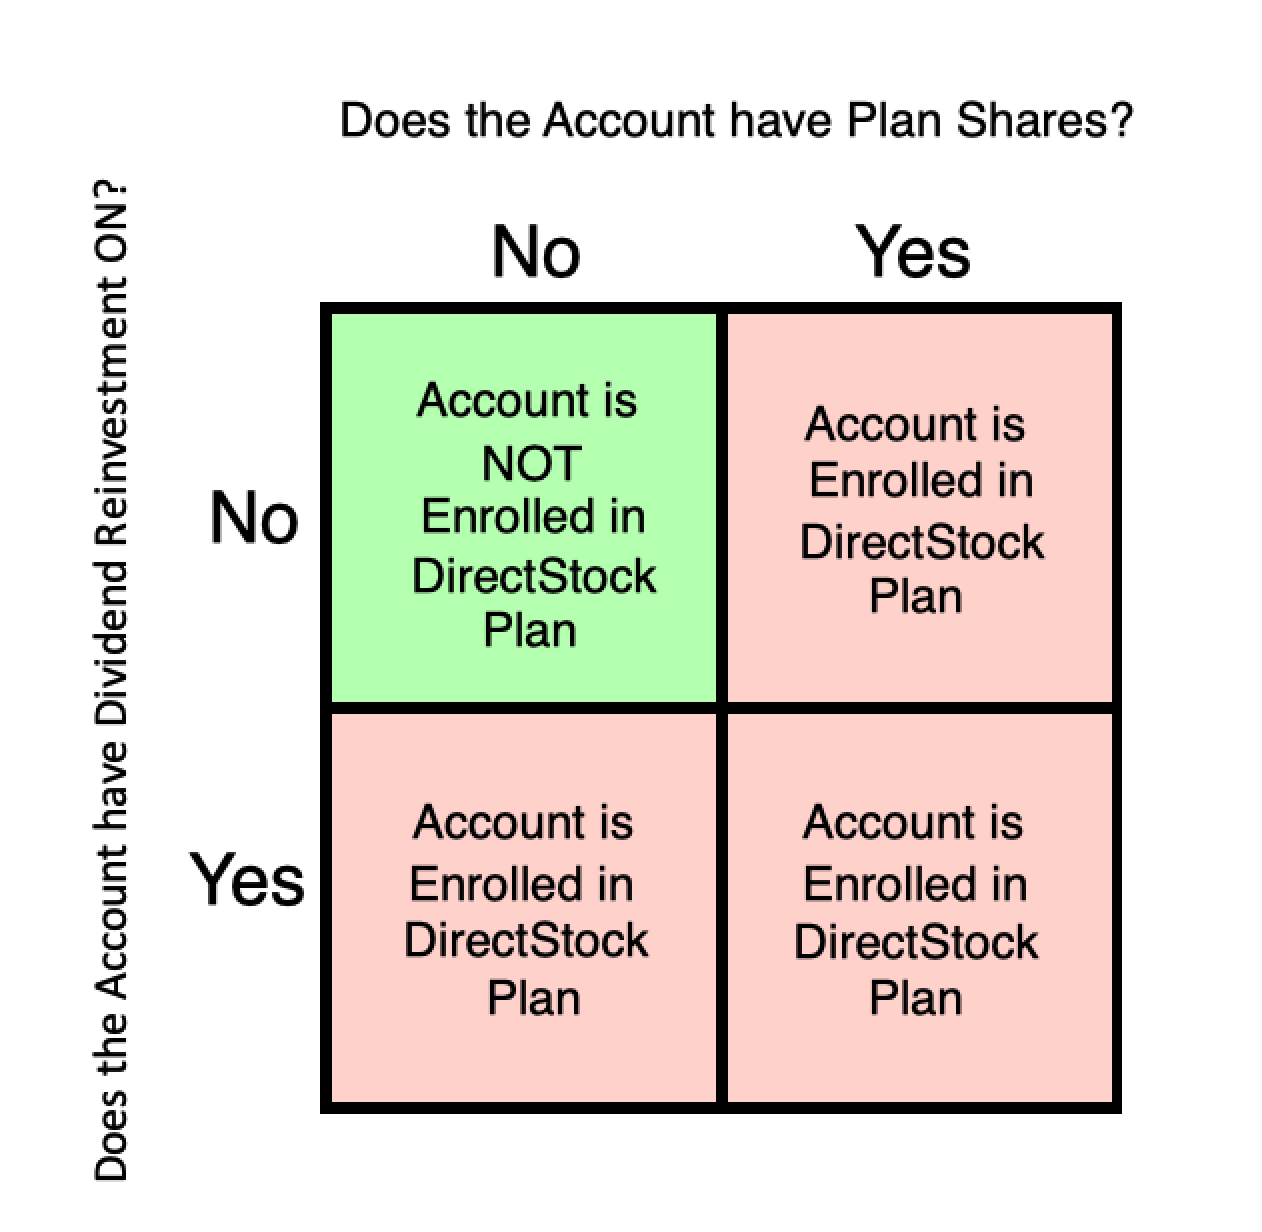 Does the Account have Plan Shares?
Does the Account have Dividend Reinvestment ON?
No
Yes
No
Account is
NOT
Enrolled in
DirectStock
Plan
Account is
Enrolled in
DirectStock
Plan
Yes
Account is
Enrolled in
DirectStock
Plan
Account is
Enrolled in
DirectStock
Plan